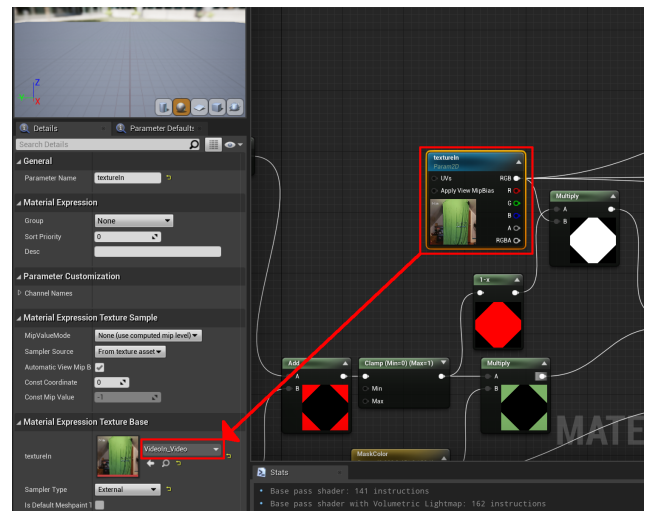 Z
Y
X
Details
Parameter Defaults
Search Details
General
Parameter Name
textureIn
Material Expression
Group
None
Sort Priority
0
Desc
Parameter Customization
Channel Names
Material Expression Texture Sample
MipValueMode
None (use computed mip level)
Sampler Source
From texture asset
Automatic View Mip B
Const Coordinate
0
Const Mip Value
-1
Material Expression Texture Base
textureIn
VideoIn_Video
Sampler Type
External
Is Default Meshpaint T
textureIn
Param2D
UVs
RGB
Apply View MipBias
R
G
B
A
RGBA
Multiply
A
B
1-x
Add
A
B
Clamp (Min=0) (Max=1)
Min
Max
Multiply
A
B
MATE
MaskColor
Stats
• Base pass shader: 141 instructions
• Base pass shader with Volumetric Lightmap: 162 instructions